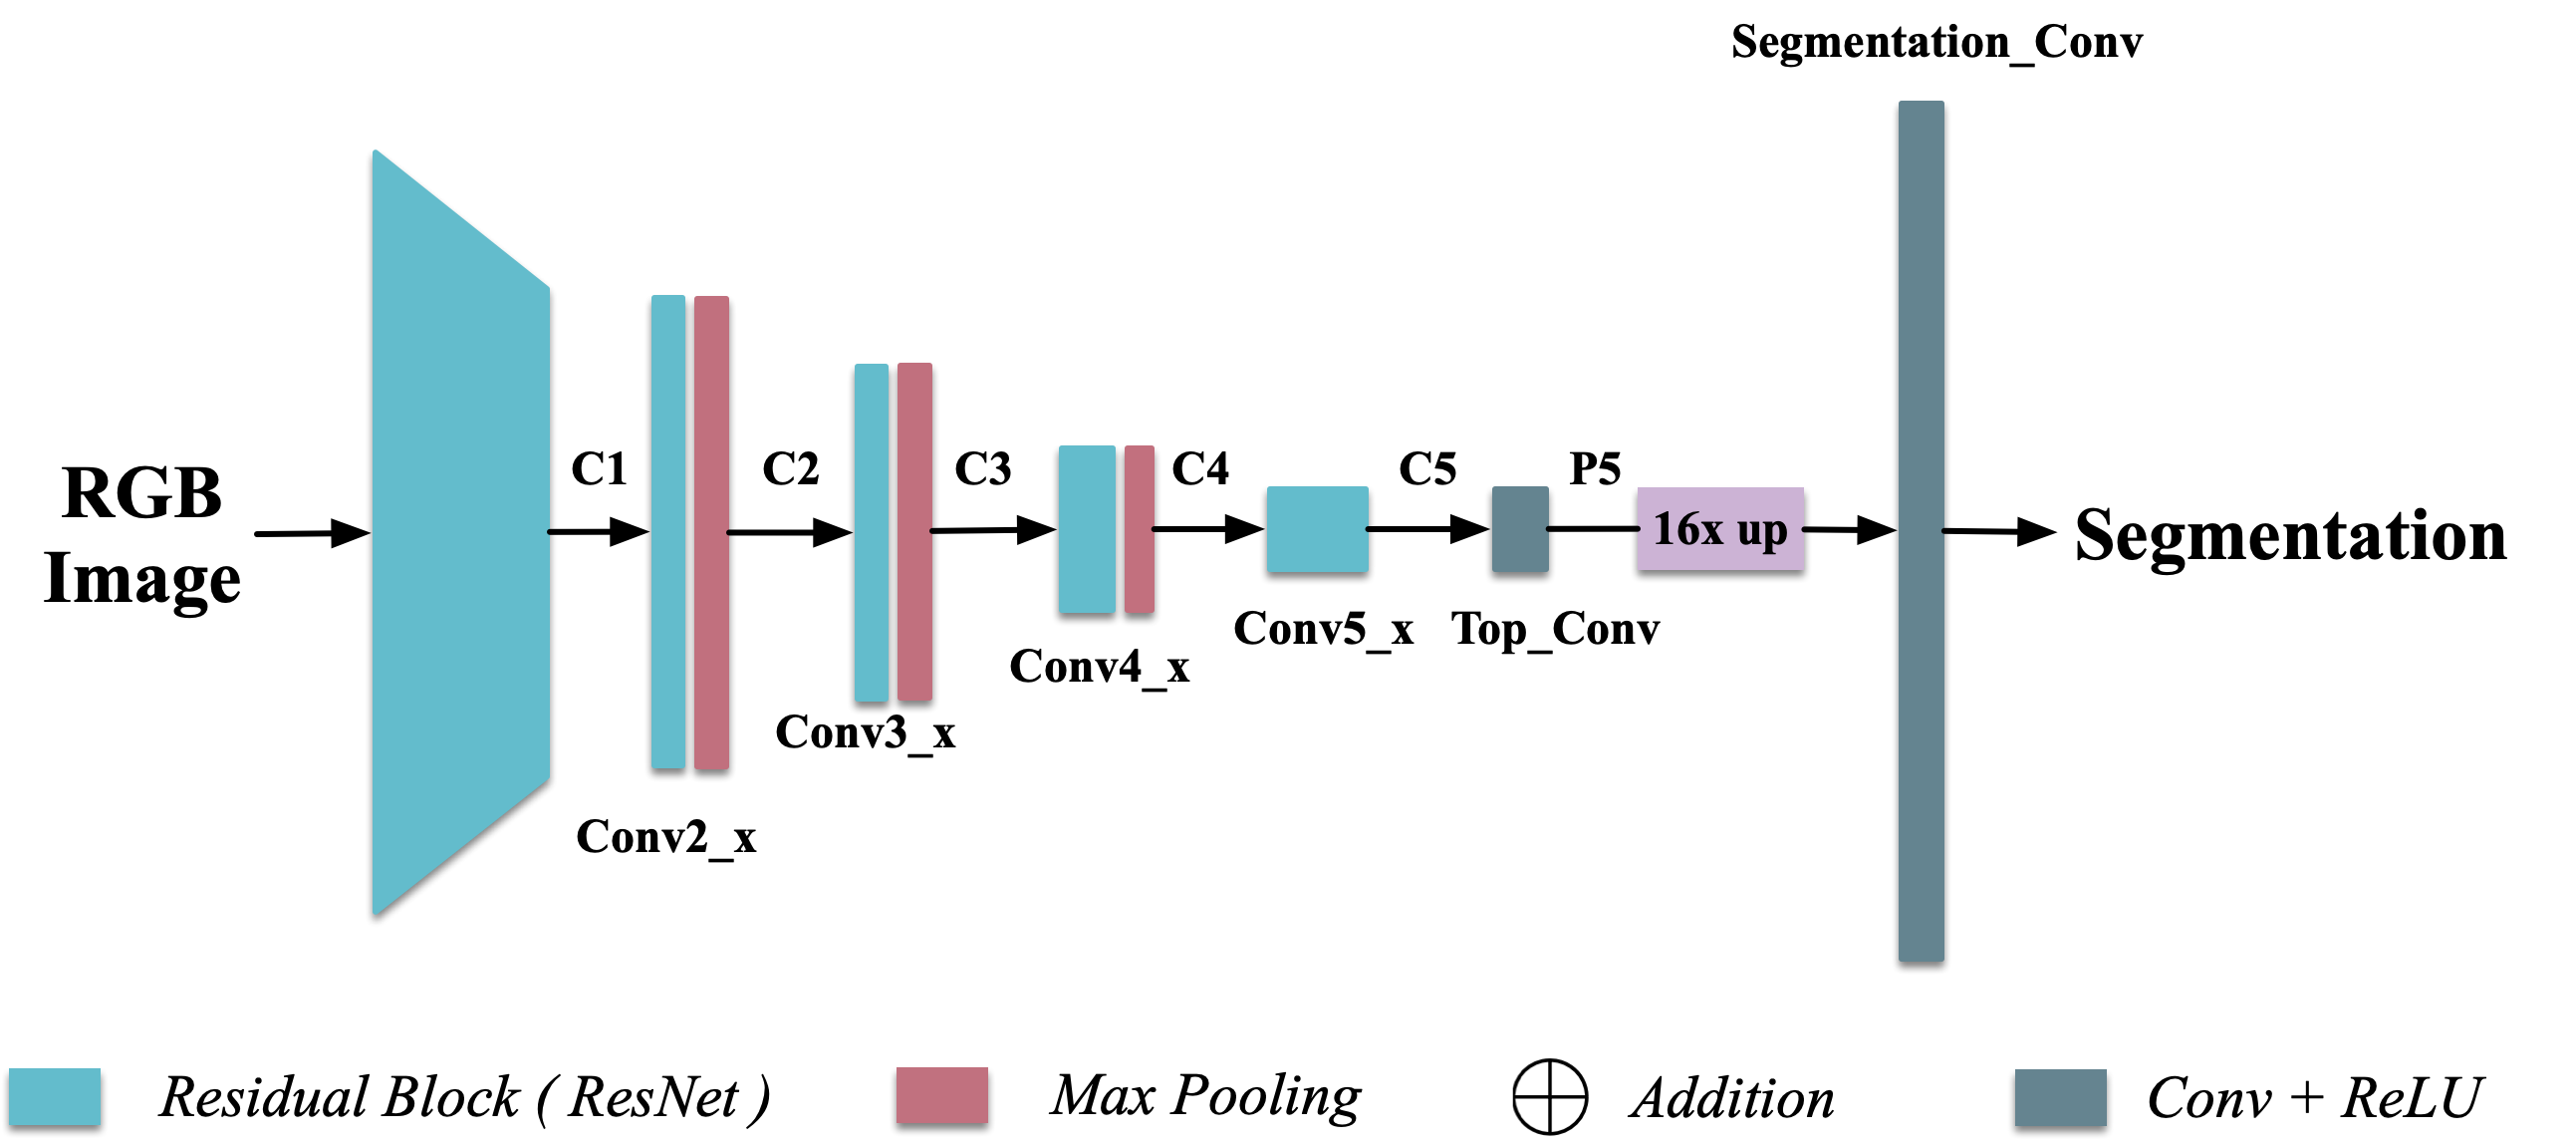 Segmentation_Conv
RGB
Image
C1
C2
C3
C4
C5
P5
16x up
Segmentation
Conv2_x
Conv3_x
Conv4_x
Conv5_x
Top_Conv
Residual Block ( ResNet )
Max Pooling
Addition
Conv + ReLU